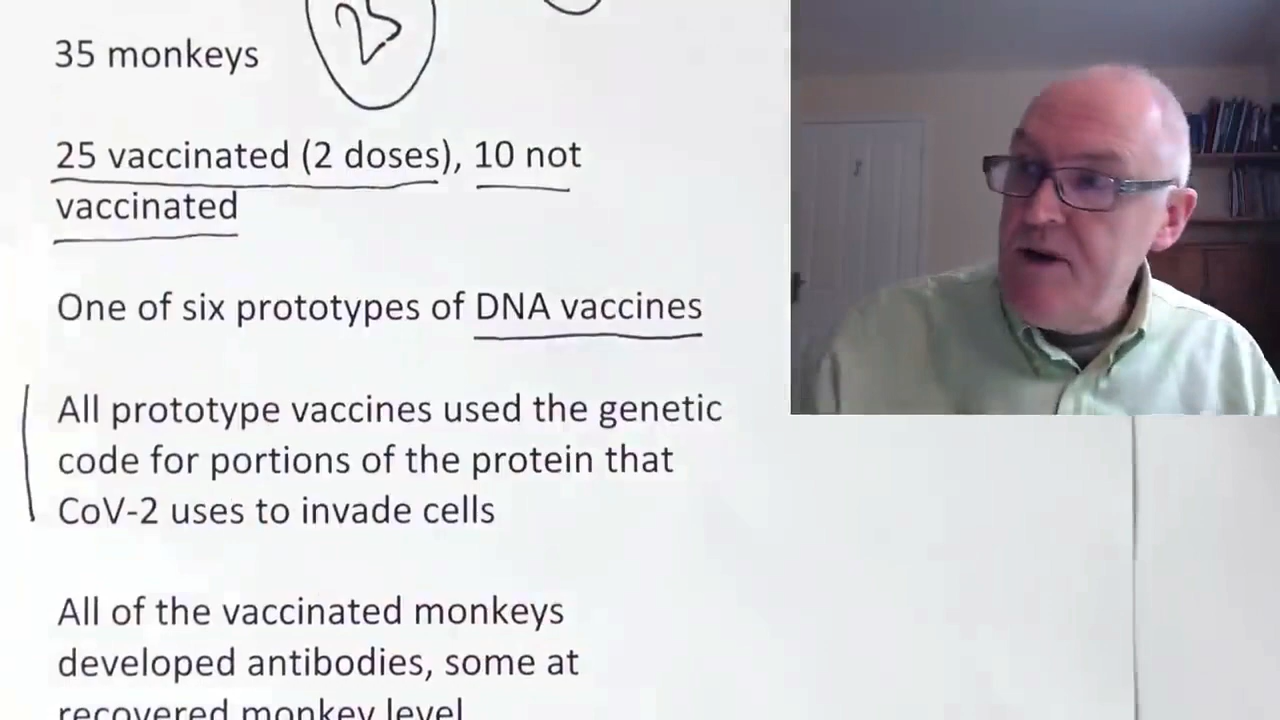 25
35 monkeys
25 vaccinated (2 doses), 10 not
vaccinated
One of six prototypes of DNA vaccines
All prototype vaccines used the genetic
code for portions of the protein that
CoV-2 uses to invade cells
All of the vaccinated monkeys
developed antibodies, some at
recovered monkey level